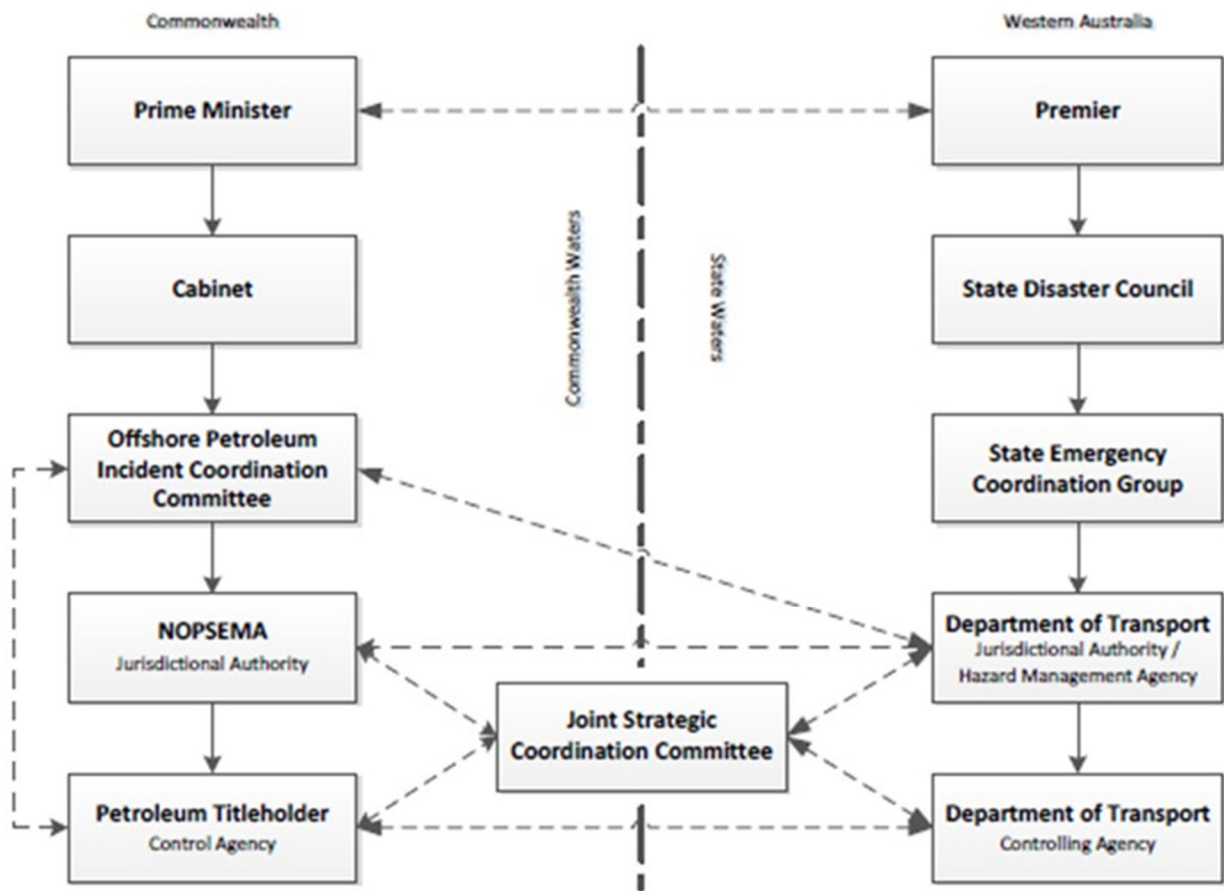 Commonwealth
Western Australia
Prime Minister
Premier
Cabinet
State Disaster Council
Commonwealth Waters
State Waters
Offshore Petroleum
Incident Coordination
Committee
State Emergency
Coordination Group
NOPSEMA
Jurisdictional Authority
Department of Transport
Jurisdictional Authority /
Hazard Management Agency
Joint Strategic
Coordination Committee
Petroleum Titleholder
Control Agency
Department of Transport
Controlling Agency